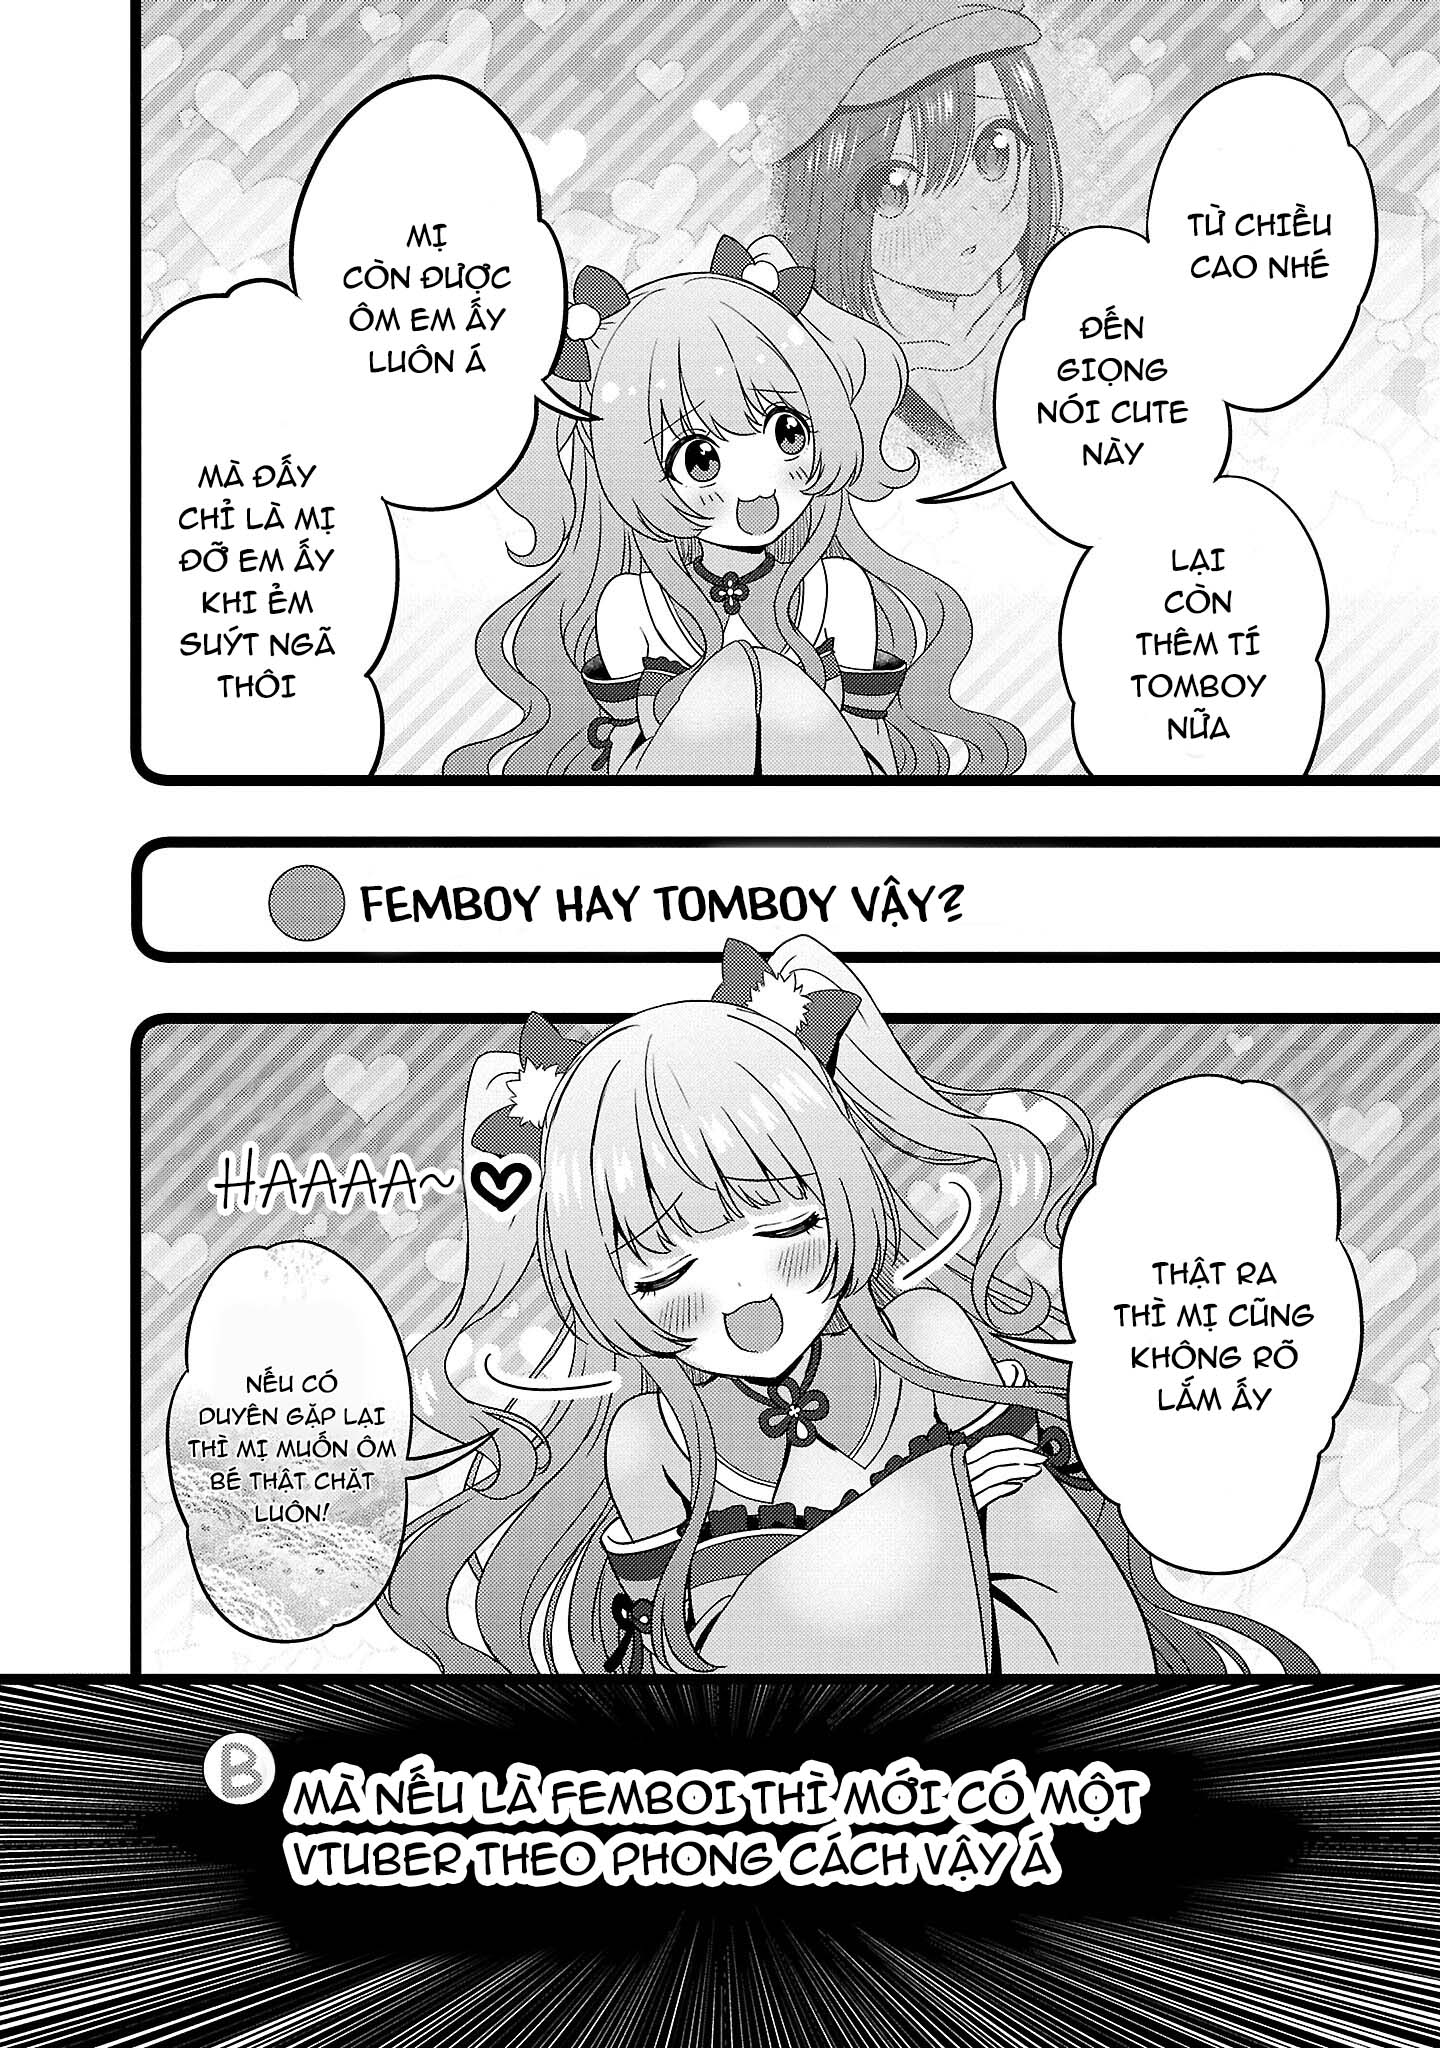 TỪ CHIỀU
CAO NHÉ
ĐẾN
GIỌNG
NÓI CUTE
NÀY
LẠI
CÒN
THÊM TÍ
TOMBOY
NỮA
MỊ
CÒN ĐƯỢC
ÔM EM ẤY
LUÔN Á
MÀ ĐẤY
CHỈ LÀ MỊ
ĐỠ EM ẤY
KHI ẺM
SUÝT NGÃ
THÔI
FEMBOY HAY TOMBOY VẬY?
THẬT RA
THÌ MỊ CŨNG
KHÔNG RÕ
LẮM ẤY
HAAAA~ ♥
NẾU CÓ
DUYÊN GẶP LẠI
THÌ MỊ MUỐN ÔM
BÉ THẬT CHẶT
LUÔN!
B
MÀ NẾU LÀ FEMBOI THÌ MỚI CÓ MỘT
VTUBER THEO PHONG CÁCH VẬY Á